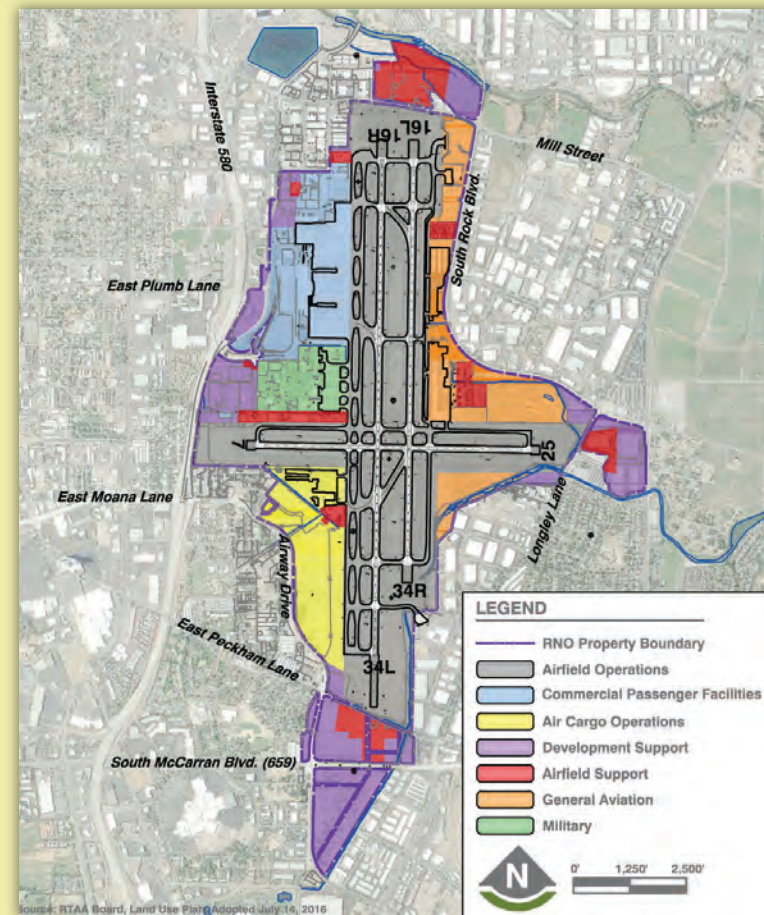 16R
16L
Interstate 580
Mill Street
South Rock Blvd.
East Plumb Lane
7
25
East Moana Lane
Longley Lane
Airway Drive
34R
East Peckham Lane
34L
South McCarran Blvd. (659)
LEGEND
RNO Property Boundary
Airfield Operations
Commercial Passenger Facilities
Air Cargo Operations
Development Support
Airfield Support
General Aviation
Military
N
0' 1,250' 2,500'
Source: RTAA Board, Land Use Plan, Adopted July 14, 2016